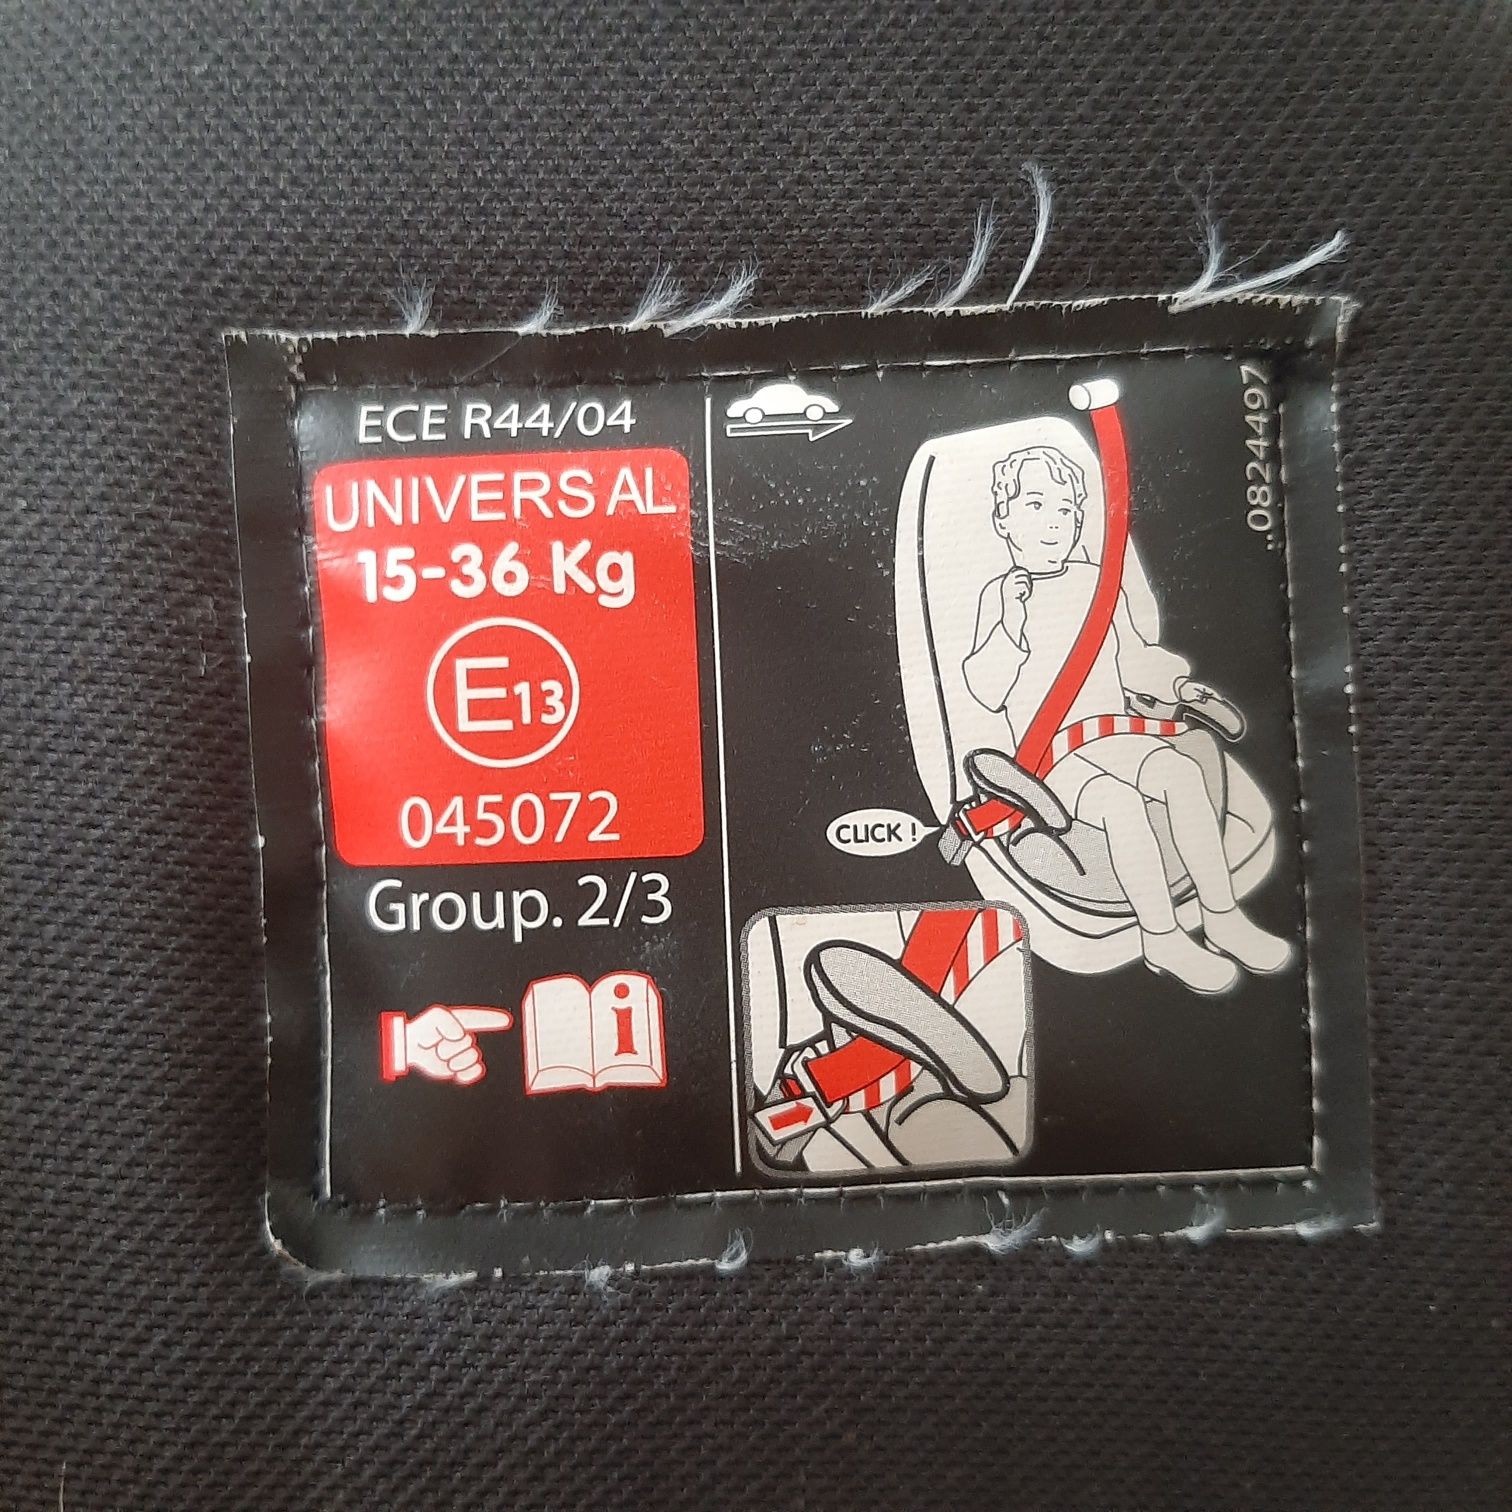 ECE R44/04
UNIVERSAL
15-36 Kg
E13
045072
Group. 2/3
i
CLICK !
..0824497